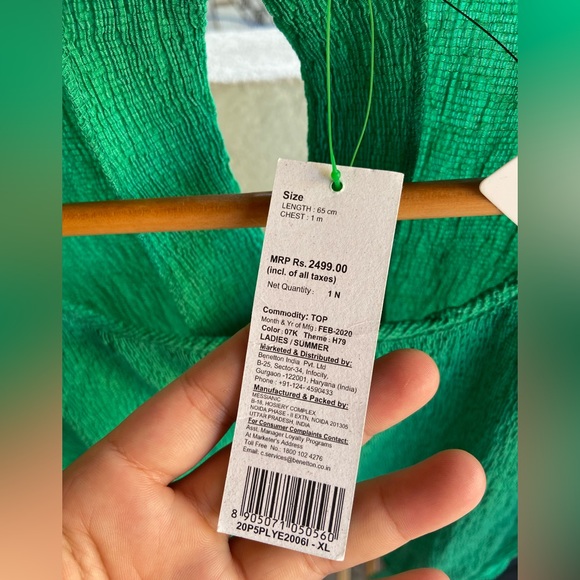 Size
LENGTH : 65 cm
CHEST : 1 m
MRP Rs. 2499.00
(incl. of all taxes)
Net Quantity : 1 N
Commodity: TOP
Month & Yr of Mfg : FEB-2020
Color : 07K Theme : H79
LADIES / SUMMER
Marketed & Distributed by:
Benetton India Pvt. Ltd
B-25, Sector-34, Infocity,
Gurgaon -122001, Haryana (India)
Phone : +91-124- 4590433
Manufactured & Packed by:
MESSIANIC
B-18, HOSIERY COMPLEX
NOIDA PHASE - II EXTN, NOIDA 201305
UTTAR PRADESH, INDIA
For Consumer Complaints Contact:
Asst. Manager Loyalty Programs
At Marketer's Address
Toll Free No.: 1800 102 4276
Email: c.services@benetton.co.in
8 905071 050560
20P5PLYE2006I - XL